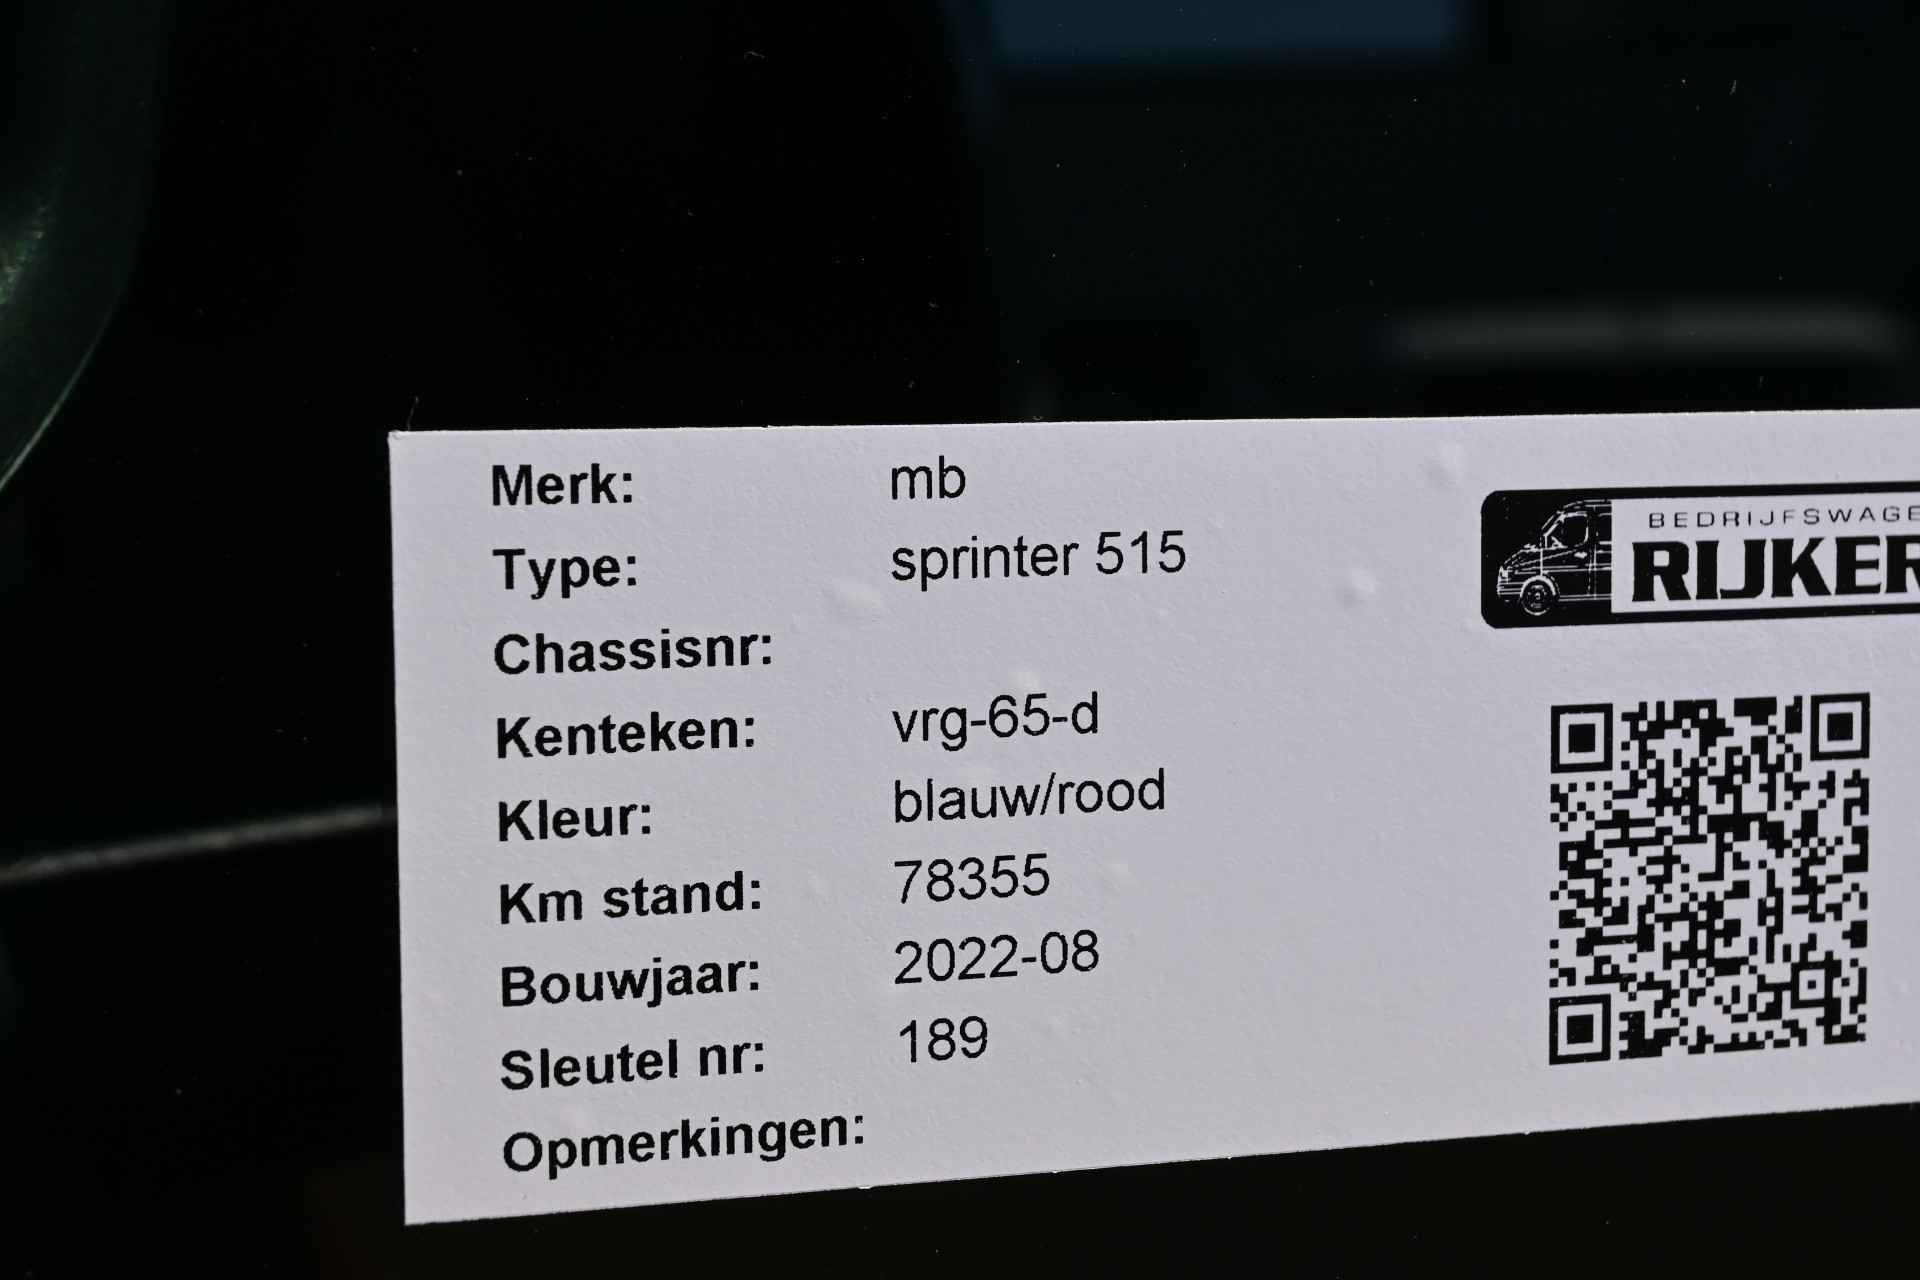 Merk: mb
Type: sprinter 515
Chassisnr:
Kenteken: vrg-65-d
Kleur: blauw/rood
Km stand: 78355
Bouwjaar: 2022-08
Sleutel nr: 189
Opmerkingen:
BEDRIJFSWAGE
RIJKER